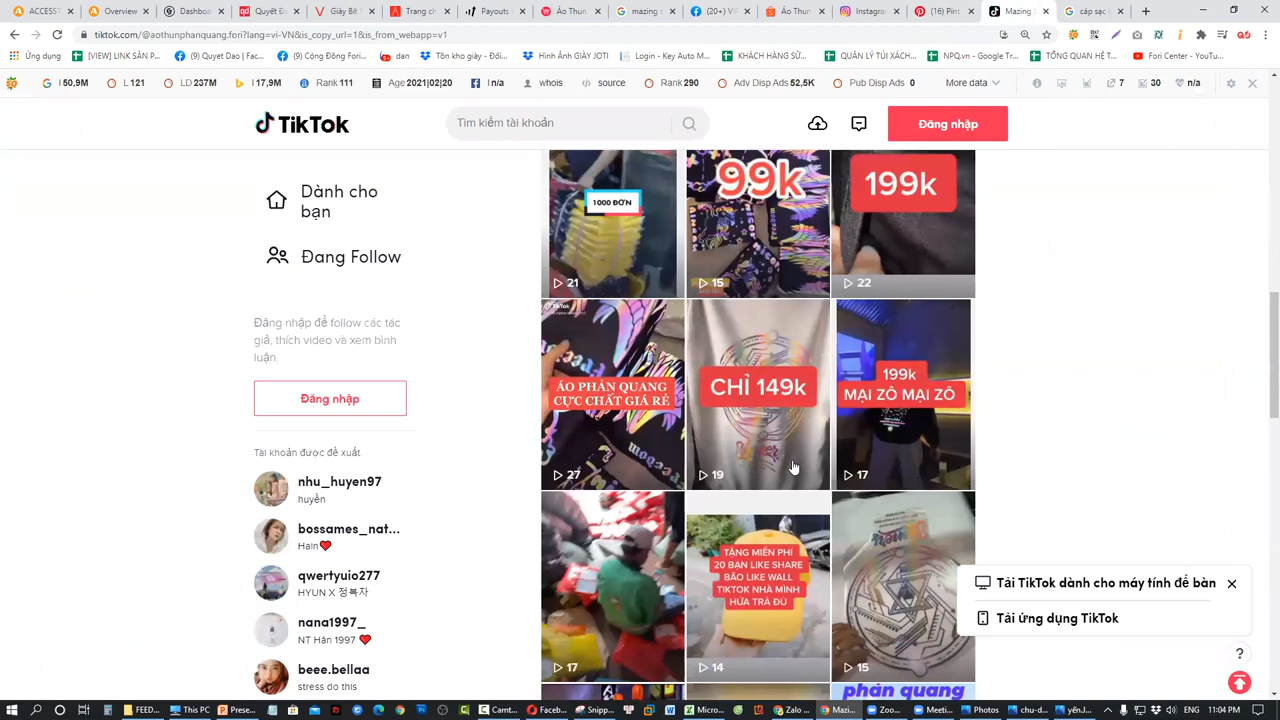 ACCESST
Overview
Dashboa
Quyết Đị
Giày Bít
Trang ch
Payouts
Áo Thun
mazing s
(20+) Vi
Áo Thun
Instagran
(16) Pint
Mazing S
cáp sạc
tiktok.com/@aothunphanquang.fori?lang=vi-VN&is_copy_url=1&is_from_webapp=v1
Ứng dụng
[VIEW] LINK SẢN P...
(9) Quyet Dao | Fac...
(9) Cộng Đồng Fori...
dan
Tồn kho giày - Đổi...
Hình Ảnh GIÀY JOTI
Login - Key Auto M...
KHÁCH HÀNG SỬ...
QUẢN LÝ TÚI XÁCH...
NPQ.vn - Google Tr...
TỔNG QUAN HỆ T...
Fori Center - YouTu...
I 50,9M
L 121
LD 237M
I 17,9M
Rank 111
Age 2021|02|20
I n/a
whois
source
Rank 290
Adv Disp Ads 52,5K
Pub Disp Ads 0
More data
7
30
n/a
TikTok
Tìm kiếm tài khoản
Đăng nhập
Dành cho
bạn
Đang Follow
Đăng nhập để follow các tác
giả, thích video và xem bình
luận.
Đăng nhập
Tài khoản được đề xuất
nhu_huyen97
huyền
bossames_nat...
Hain
qwertyuio277
HYUN X 정복자
nana1997_
NT Hân 1997
beee.bellaa
stress do this
1000 ĐƠN
21
99k
15
199k
22
TikTok
ÁO PHẢN QUANG
CỰC CHẤT GIÁ RẺ
27
CHỈ 149k
19
199k
MẠI ZÔ MẠI ZÔ
17
17
TẶNG MIỄN PHÍ
20 BẠN LIKE SHARE
BÃO LIKE WALL
TIKTOK NHÀ MÌNH
HỨA TRẢ ĐỦ
14
15
phản quang
Tải TikTok dành cho máy tính để bàn
Tải ứng dụng TikTok
?
FEED...
This PC
Prese...
Camt...
Faceb...
Snipp...
Micro...
Zalo ...
Mazi...
Zoo...
Meeti...
Photos
chu-d...
yến J...
ENG
11:04 PM